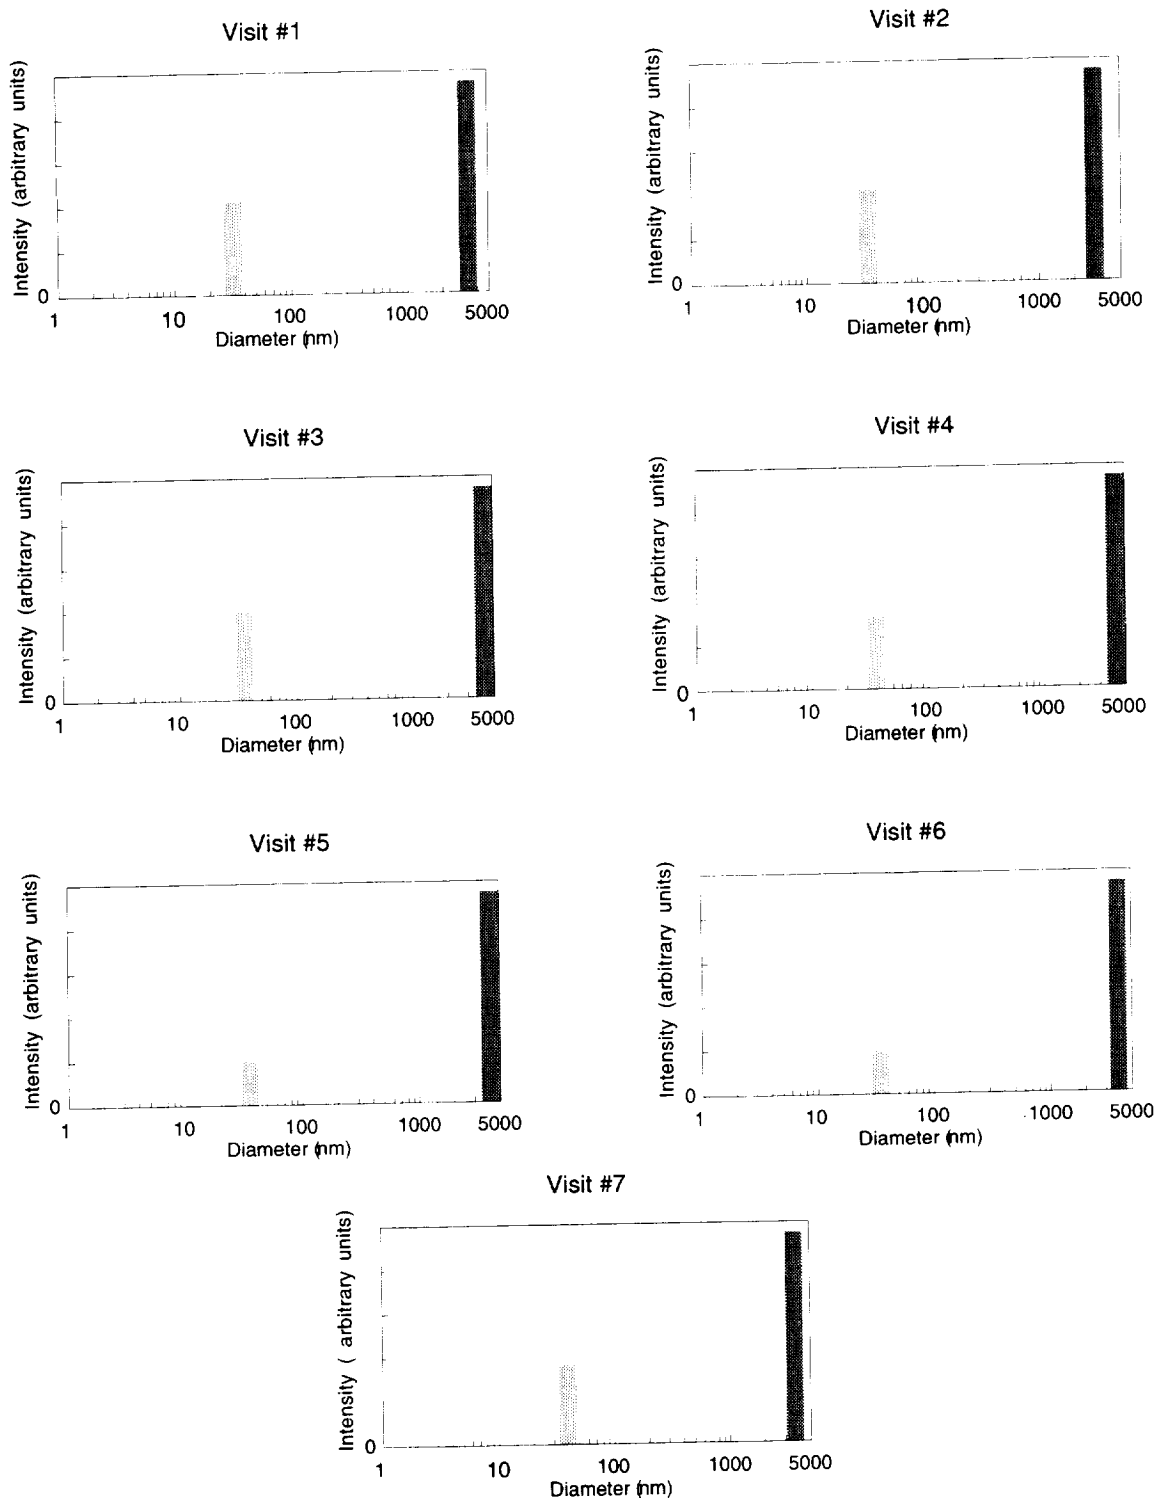 Visit #1
Intensity (arbitrary units)
0
1 10 100 1000 5000
Diameter (nm)
Visit #2
Intensity (arbitrary units)
0
1 10 100 1000 5000
Diameter (nm)
Visit #3
Intensity (arbitrary units)
0
1 10 100 1000 5000
Diameter (nm)
Visit #4
Intensity (arbitrary units)
0
1 10 100 1000 5000
Diameter (nm)
Visit #5
Intensity (arbitrary units)
0
1 10 100 1000 5000
Diameter (nm)
Visit #6
Intensity (arbitrary units)
0
1 10 100 1000 5000
Diameter (nm)
Visit #7
Intensity ( arbitrary units)
0
1 10 100 1000 5000
Diameter (nm)